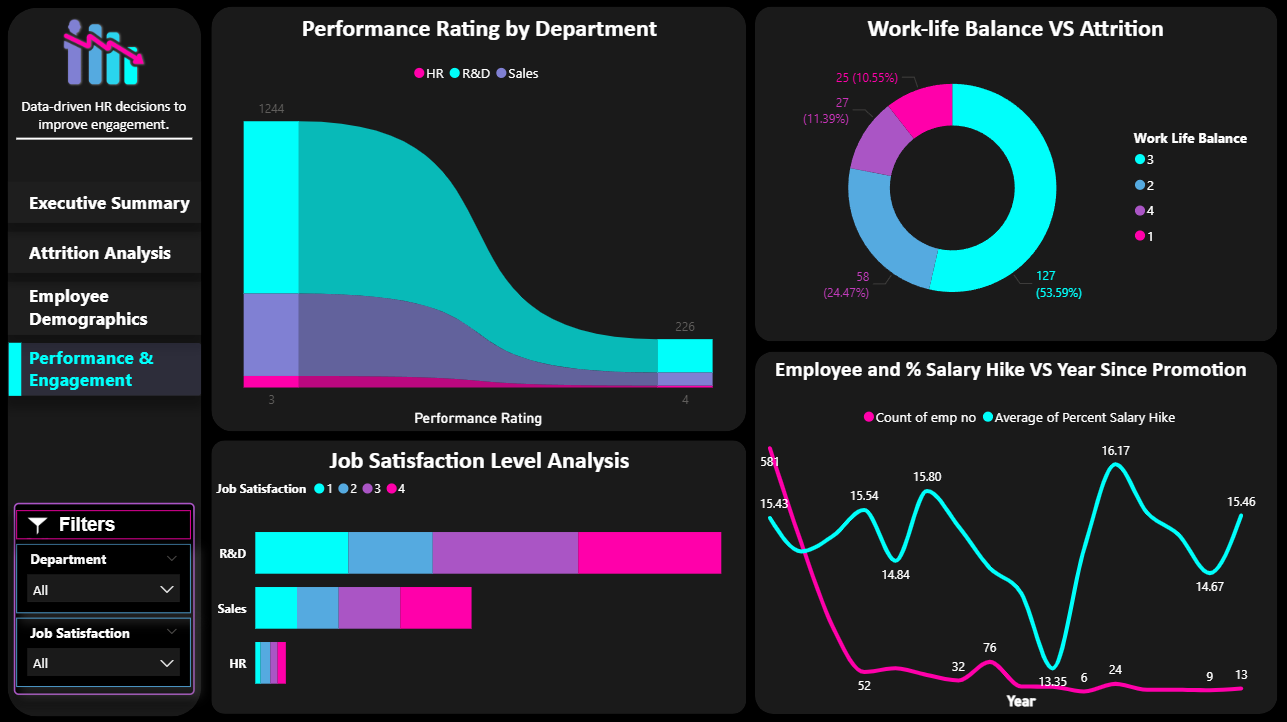 Data-driven HR decisions to
improve engagement.
Executive Summary
Attrition Analysis
Employee
Demographics
Performance &
Engagement
Filters
Department
All
Job Satisfaction
All
Performance Rating by Department
HR R&D Sales
1244
226
3
4
Performance Rating
Work-life Balance VS Attrition
25 (10.55%)
27
(11.39%)
58
(24.47%)
127
(53.59%)
Work Life Balance
3
2
4
1
Job Satisfaction Level Analysis
Job Satisfaction 1 2 3 4
R&D
Sales
HR
Employee and % Salary Hike VS Year Since Promotion
Count of emp no Average of Percent Salary Hike
581
15.43
15.54
14.84
15.80
16.17
15.46
14.67
52
32
76
13.35
6
24
9
13
Year